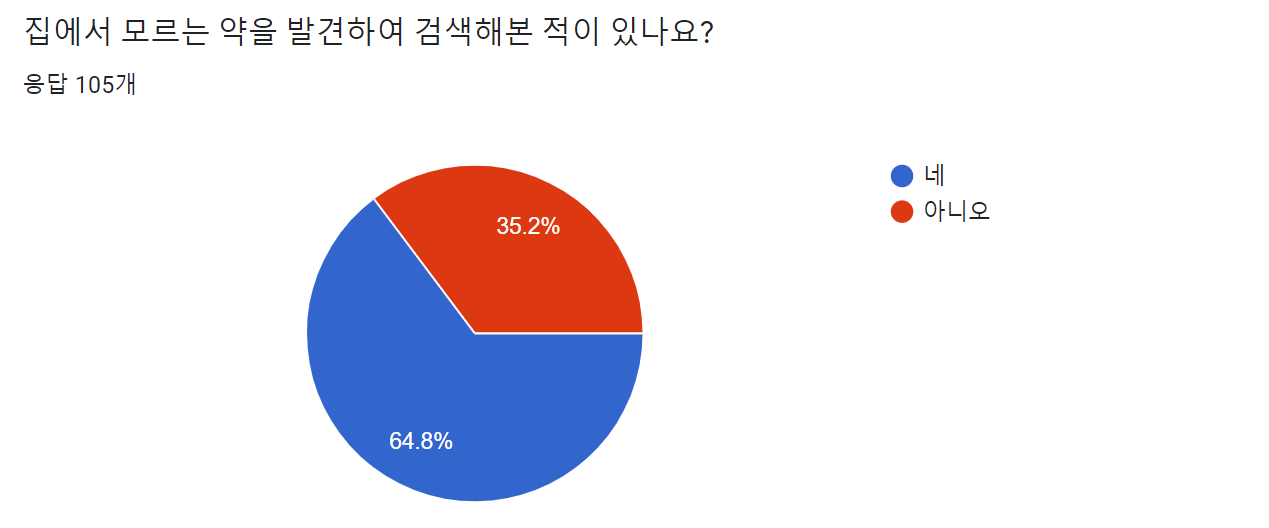 집에서 모르는 약을 발견하여 검색해본 적이 있나요?
응답 105개
네
아니오
35.2%
64.8%